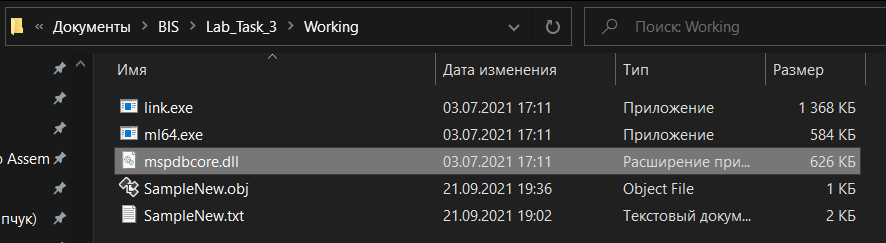 « Документы > BIS > Lab_Task_3 > Working
Поиск: Working
Имя Дата изменения Тип Размер
link.exe 03.07.2021 17:11 Приложение 1 368 КБ
ml64.exe 03.07.2021 17:11 Приложение 584 КБ
mspdbcore.dll 03.07.2021 17:11 Расширение при... 626 КБ
Assem
SampleNew.obj 21.09.2021 19:36 Object File 1 КБ
пчук)
SampleNew.txt 21.09.2021 19:02 Текстовый докум... 2 КБ